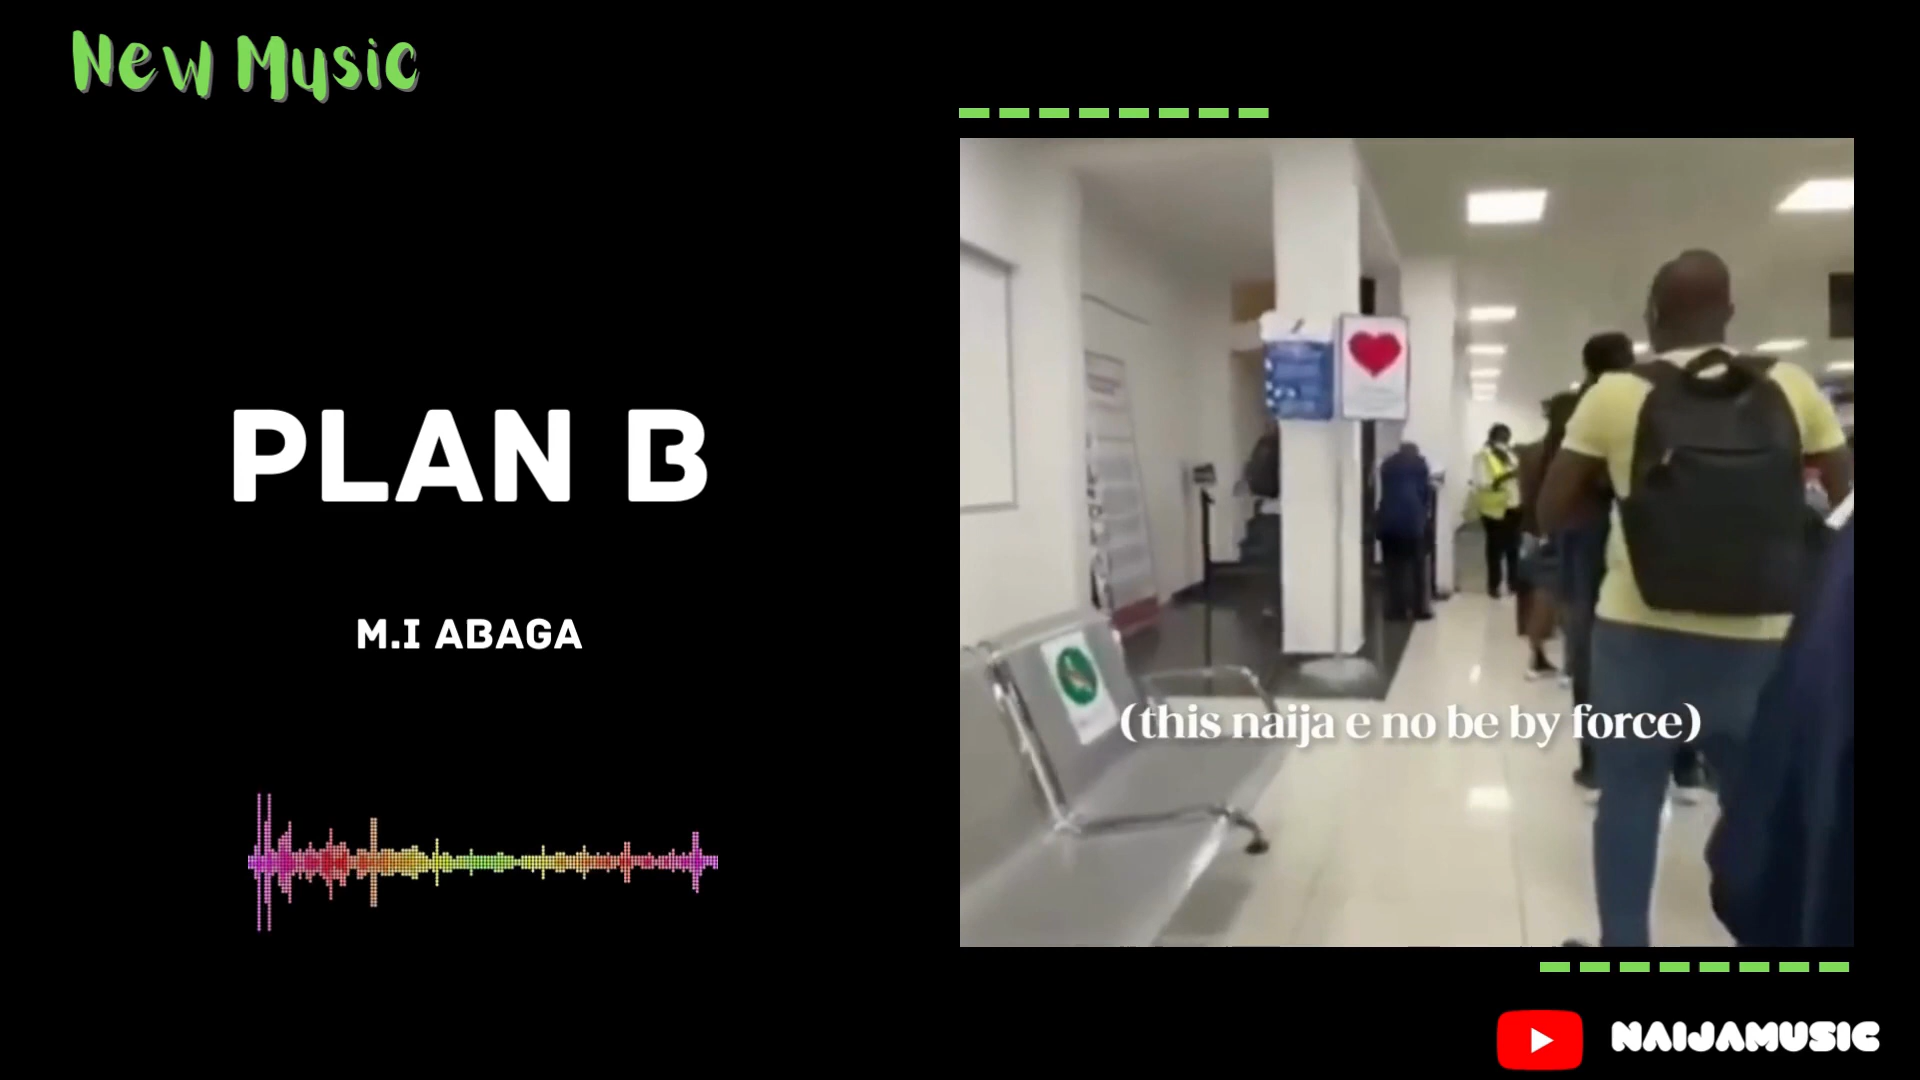 New Music
PLAN B
M.I ABAGA
(this naija e no be by force)
NAIJAMUSIC